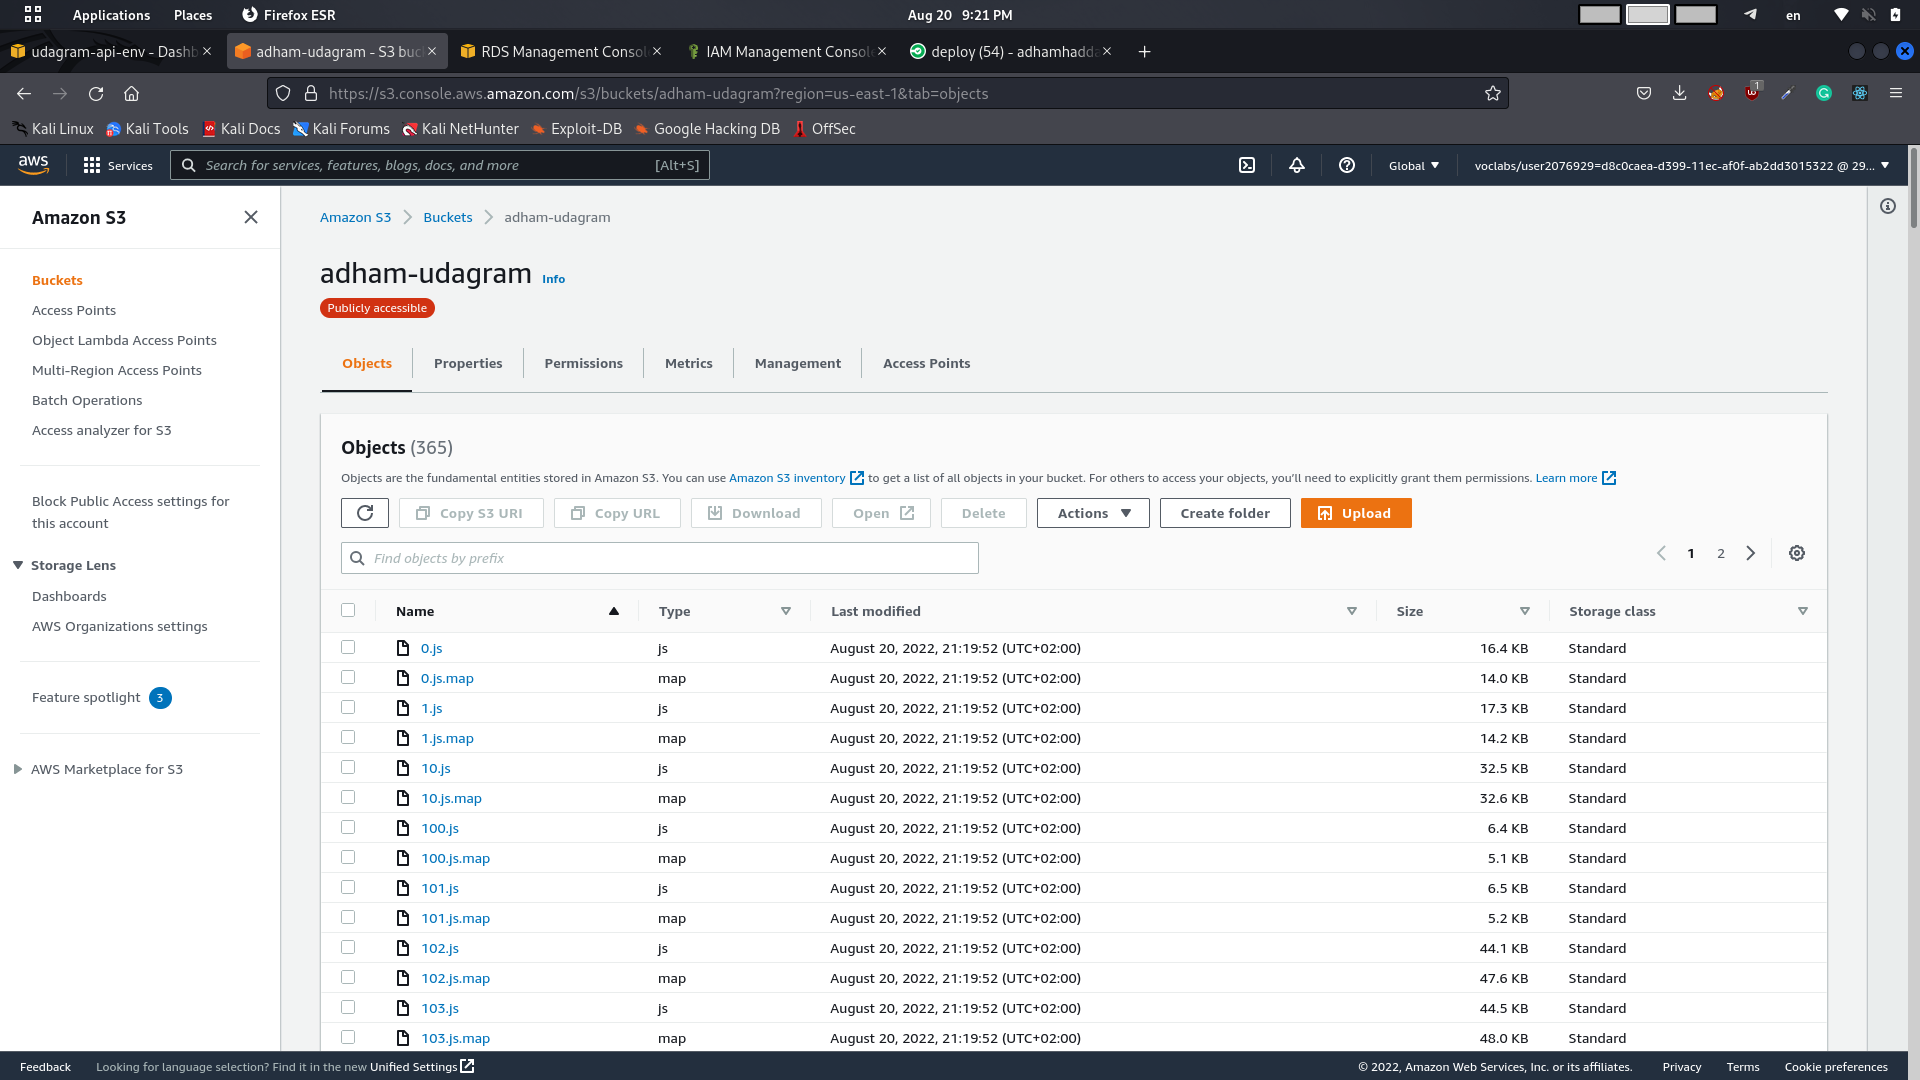 Applications Places Firefox ESR Aug 20 9:21 PM en
udagram-api-env - Dashb adham-udagram - S3 buc RDS Management Consol IAM Management Consol deploy (54) - adhamhadda
https://s3.console.aws.amazon.com/s3/buckets/adham-udagram?region=us-east-1&tab=objects 1
Kali Linux Kali Tools Kali Docs Kali Forums Kali NetHunter Exploit-DB Google Hacking DB OffSec
aws Services Search for services, features, blogs, docs, and more [Alt+S] Global voclabs/user2076929=d8c0caea-d399-11ec-af0f-ab2dd3015322 @ 29...
Amazon S3
Buckets
Access Points
Object Lambda Access Points
Multi-Region Access Points
Batch Operations
Access analyzer for S3
Block Public Access settings for
this account
Storage Lens
Dashboards
AWS Organizations settings
Feature spotlight 3
AWS Marketplace for S3
Amazon S3 Buckets adham-udagram
adham-udagram Info
Publicly accessible
Objects Properties Permissions Metrics Management Access Points
Objects (365)
Objects are the fundamental entities stored in Amazon S3. You can use Amazon S3 inventory to get a list of all objects in your bucket. For others to access your objects, you'll need to explicitly grant them permissions. Learn more
Copy S3 URI Copy URL Download Open Delete Actions Create folder Upload
Find objects by prefix 1 2
Name Type Last modified Size Storage class
0.js js August 20, 2022, 21:19:52 (UTC+02:00) 16.4 KB Standard
0.js.map map August 20, 2022, 21:19:52 (UTC+02:00) 14.0 KB Standard
1.js js August 20, 2022, 21:19:52 (UTC+02:00) 17.3 KB Standard
1.js.map map August 20, 2022, 21:19:52 (UTC+02:00) 14.2 KB Standard
10.js js August 20, 2022, 21:19:52 (UTC+02:00) 32.5 KB Standard
10.js.map map August 20, 2022, 21:19:52 (UTC+02:00) 32.6 KB Standard
100.js js August 20, 2022, 21:19:52 (UTC+02:00) 6.4 KB Standard
100.js.map map August 20, 2022, 21:19:52 (UTC+02:00) 5.1 KB Standard
101.js js August 20, 2022, 21:19:52 (UTC+02:00) 6.5 KB Standard
101.js.map map August 20, 2022, 21:19:52 (UTC+02:00) 5.2 KB Standard
102.js js August 20, 2022, 21:19:52 (UTC+02:00) 44.1 KB Standard
102.js.map map August 20, 2022, 21:19:52 (UTC+02:00) 47.6 KB Standard
103.js js August 20, 2022, 21:19:52 (UTC+02:00) 44.5 KB Standard
103.js.map map August 20, 2022, 21:19:52 (UTC+02:00) 48.0 KB Standard
Feedback Looking for language selection? Find it in the new Unified Settings © 2022, Amazon Web Services, Inc. or its affiliates. Privacy Terms Cookie preferences